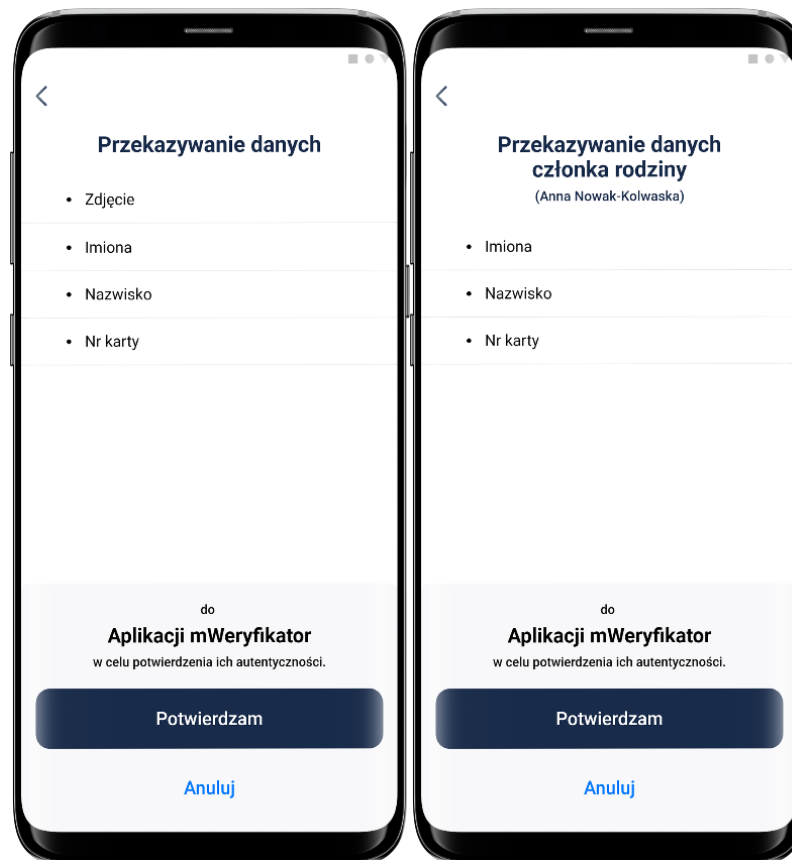 Przekazywanie danych
• Zdjęcie
• Imiona
• Nazwisko
• Nr karty
do
Aplikacji mWeryfikator
w celu potwierdzenia ich autentyczności.
Potwierdzam
Anuluj
Przekazywanie danych
członka rodziny
(Anna Nowak-Kolwaska)
• Imiona
• Nazwisko
• Nr karty
do
Aplikacji mWeryfikator
w celu potwierdzenia ich autentyczności.
Potwierdzam
Anuluj